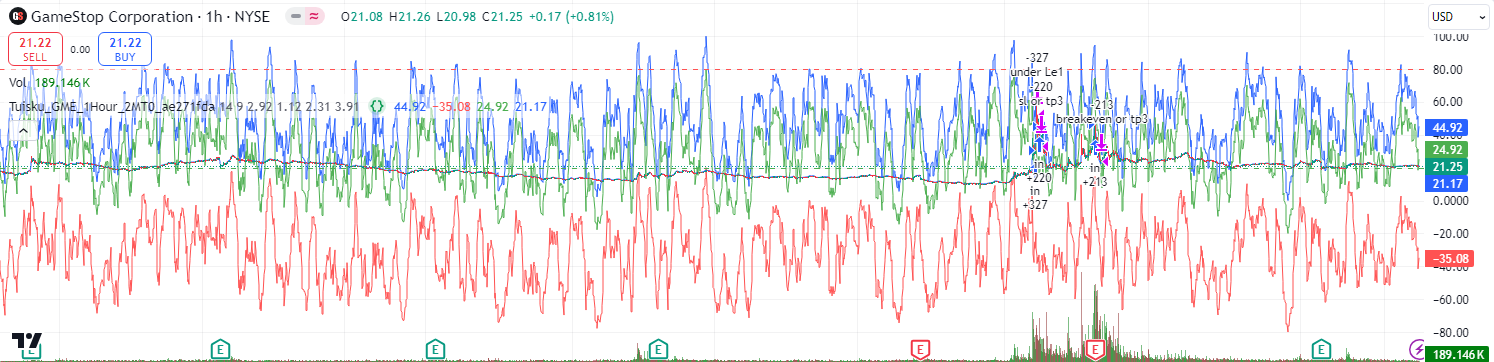 GameStop Corporation · 1h · NYSE O21.08 H21.26 L20.98 C21.25 +0.17 (+0.81%)
USD
21.22
SELL
0.00
21.22
BUY
Vol 189.146K
Tuisku_GME_1Hour_2MT0_ae271fda 14 9 2.92 1.12 2.31 3.91 {} 44.92 −35.08 24.92 21.17
-327
under Le1
-220
sl or tp3
in
+220
in
+327
-213
breakeven or tp3
in
+213
100.00
80.00
60.00
44.92
24.92
21.25
21.17
0.0000
−20.00
−35.08
−40.00
−60.00
−80.00
189.146K
E
E
E
E
E
E
E